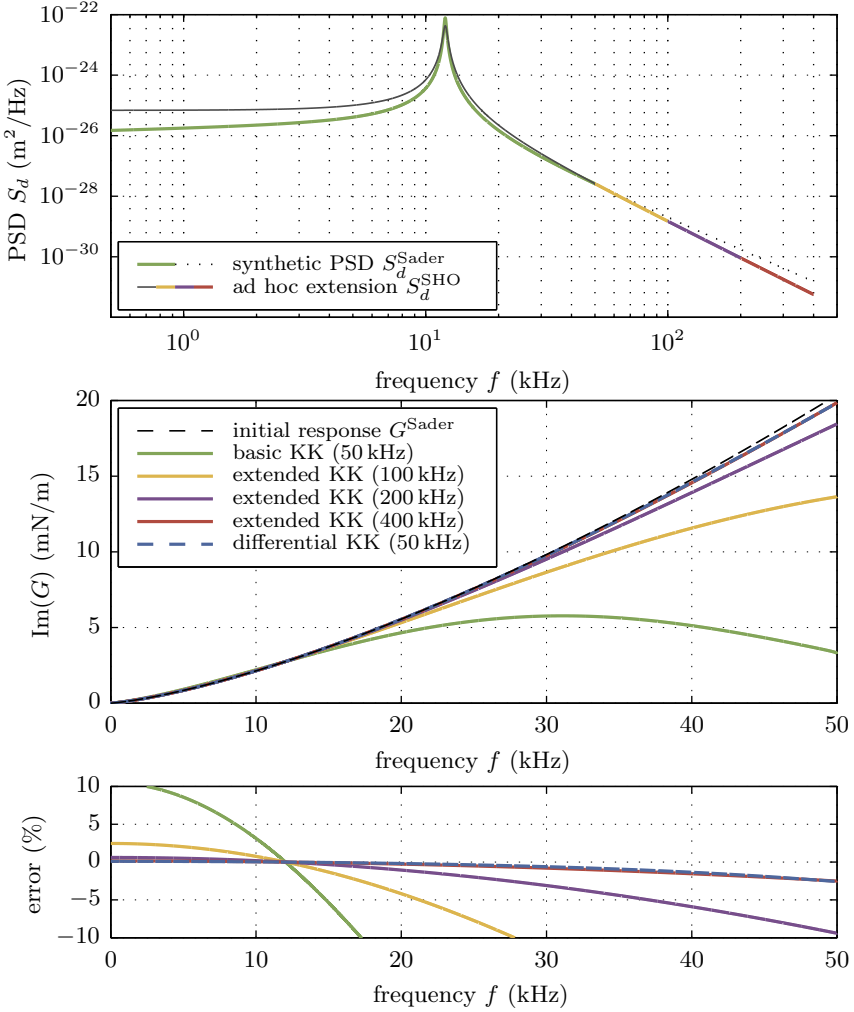 10^−22
10^−24
10^−26
10^−28
10^−30
PSD S_d (m^2/Hz)
synthetic PSD S_d^Sader
ad hoc extension S_d^SHO
10^0 10^1 10^2
frequency f (kHz)
20
15
10
5
0
Im(G) (mN/m)
initial response G^Sader
basic KK (50 kHz)
extended KK (100 kHz)
extended KK (200 kHz)
extended KK (400 kHz)
differential KK (50 kHz)
0 10 20 30 40 50
frequency f (kHz)
10
5
0
−5
−10
error (%)
0 10 20 30 40 50
frequency f (kHz)